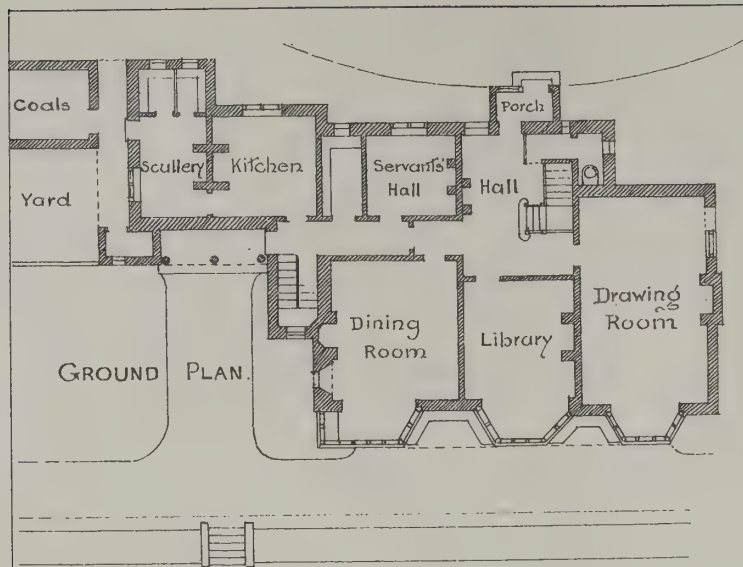 Porch
Coals
Scullery
Kitchen
Servants'
Hall
Hall
Yard
Dining
Room
Library
Drawing
Room
GROUND PLAN.